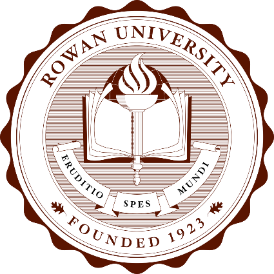 ROWAN UNIVERSITY
ERUDITIO
SPES
MUNDI
FOUNDED 1923